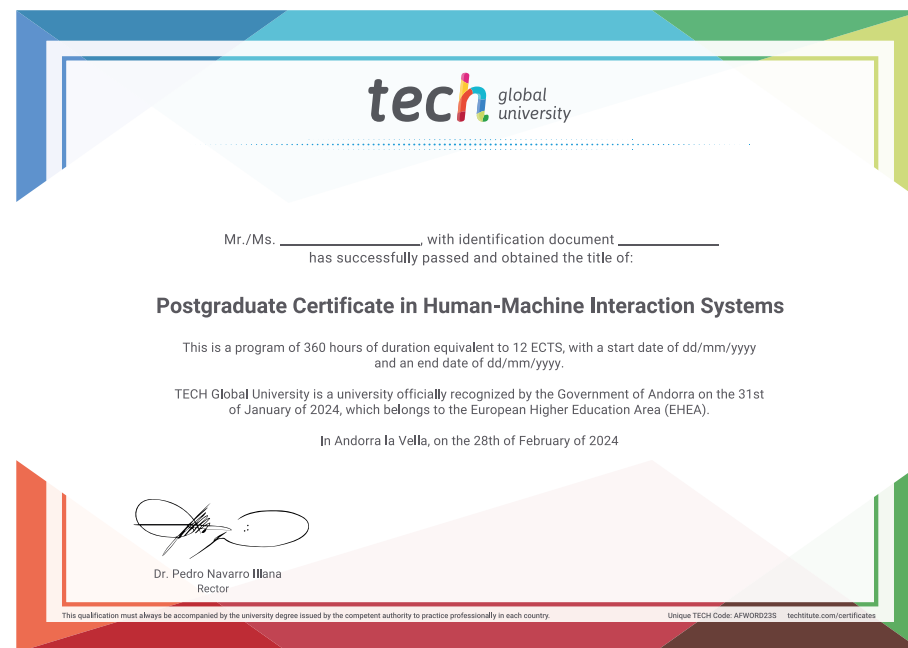 tech global
university
Mr./Ms. ____________, with identification document ____________
has successfully passed and obtained the title of:
Postgraduate Certificate in Human-Machine Interaction Systems
This is a program of 360 hours of duration equivalent to 12 ECTS, with a start date of dd/mm/yyyy
and an end date of dd/mm/yyyy.
TECH Global University is a university officially recognized by the Government of Andorra on the 31st
of January of 2024, which belongs to the European Higher Education Area (EHEA).
In Andorra la Vella, on the 28th of February of 2024
Dr. Pedro Navarro Illana
Rector
This qualification must always be accompanied by the university degree issued by the competent authority to practice professionally in each country.
Unique TECH Code: AFWORD23S techtitute.com/certificates